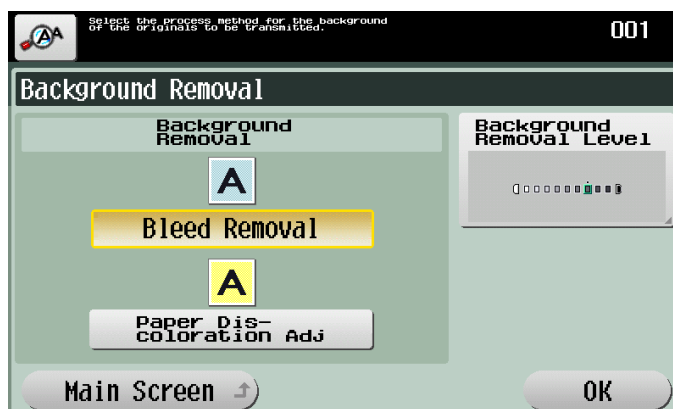 Select the process method for the background
of the originals to be transmitted.
001
Background Removal
Background
Removal
A
Bleed Removal
A
Paper Dis-
coloration Adj
Background
Removal Level
Main Screen
OK